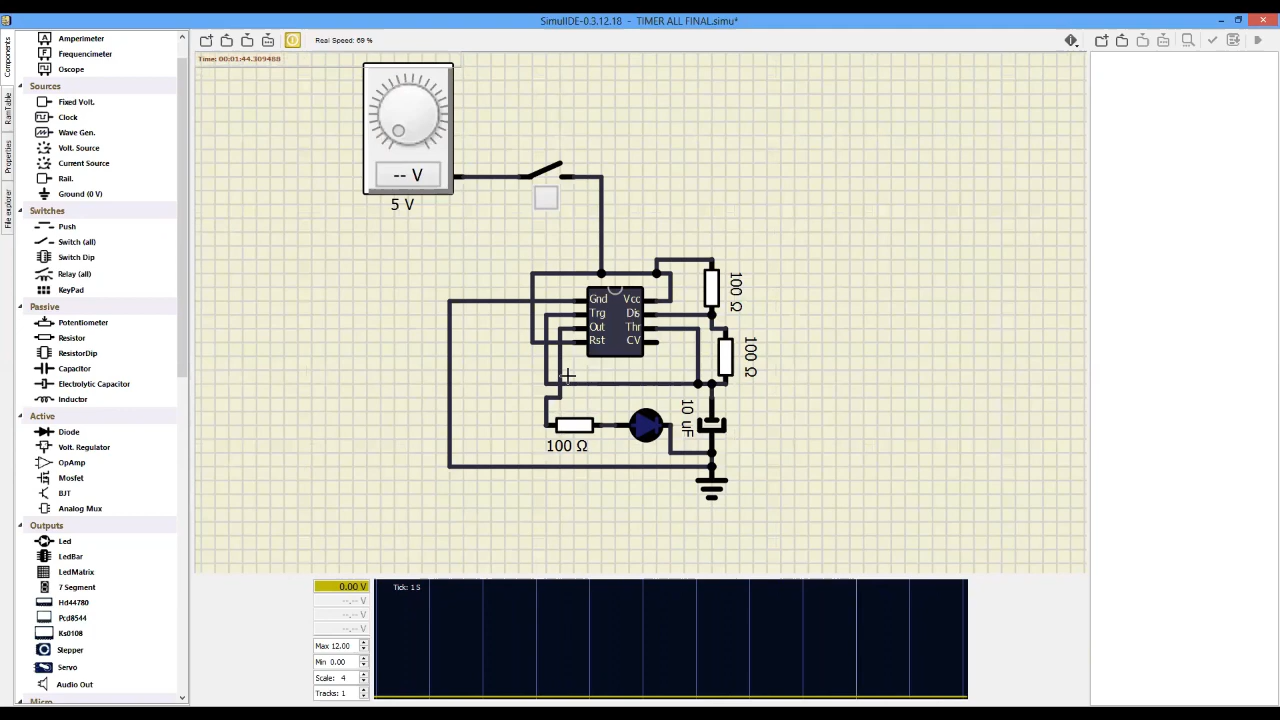 SimulIDE-0.3.12.18 - TIMER ALL FINAL.simu*
Components
RamTable
Properties
File explorer
Amperimeter
Frequencimeter
Oscope
Sources
Fixed Volt.
Clock
Wave Gen.
Volt. Source
Current Source
Rail.
Ground (0 V)
Switches
Push
Switch (all)
Switch Dip
Relay (all)
KeyPad
Passive
Potentiometer
Resistor
ResistorDip
Capacitor
Electrolytic Capacitor
Inductor
Active
Diode
Volt. Regulator
OpAmp
Mosfet
BJT
Analog Mux
Outputs
Led
LedBar
LedMatrix
7 Segment
Hd44780
Pcd8544
Ks0108
Stepper
Servo
Audio Out
Micro
Real Speed: 69 %
Time: 00:01:44.309488
-- V
5 V
Gnd Vcc
Trg Dis
Out Thr
Rst CV
100 Ω
100 Ω
10 uF
100 Ω
0.00 V
--.-- V
--.-- V
--.-- V
Max 12.00
Min 0.00
Scale: 4
Tracks: 1
Tick: 1 S